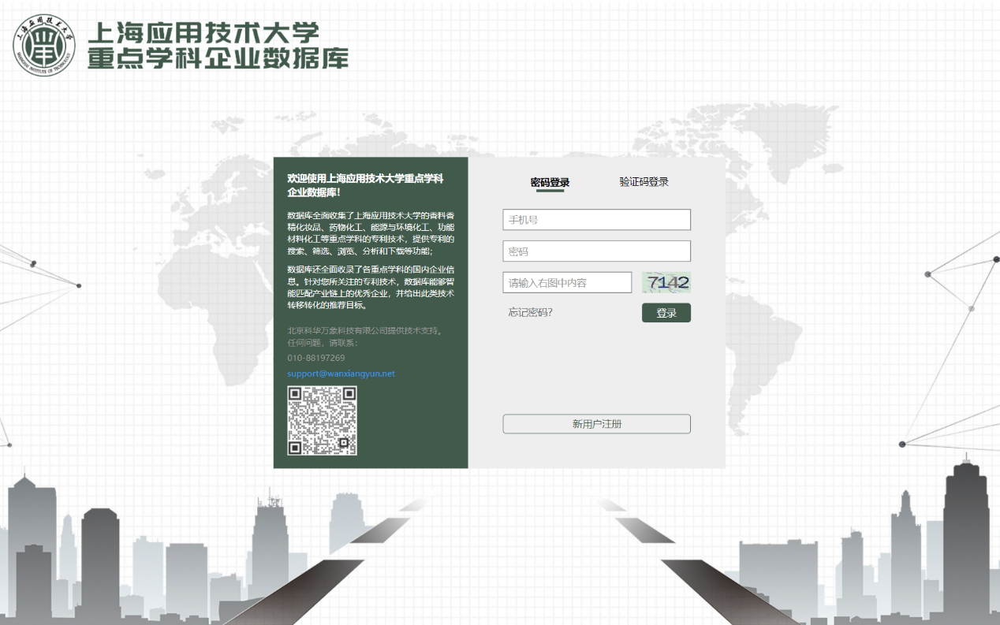 上海应用技术大学
重点学科企业数据库
上海应用技术大学
SHANGHAI INSTITUTE OF TECHNOLOGY
欢迎使用上海应用技术大学重点学科
企业数据库!
数据库全面收集了上海应用技术大学的香料香
精化妆品、药物化工、能源与环境化工、功能
材料化工等重点学科的专利技术，提供专利的
搜索、筛选、浏览、分析和下载等功能；
数据库还全面收录了各重点学科的国内企业信
息。针对您所关注的专利技术，数据库能够智
能匹配产业链上的优秀企业，并给出此类技术
转移转化的推荐目标。
北京科华万象科技有限公司提供技术支持。
任何问题，请联系：
010-88197269
support@wanxiangyun.net
密码登录
验证码登录
手机号
密码
请输入右图中内容
7142
忘记密码?
登录
新用户注册